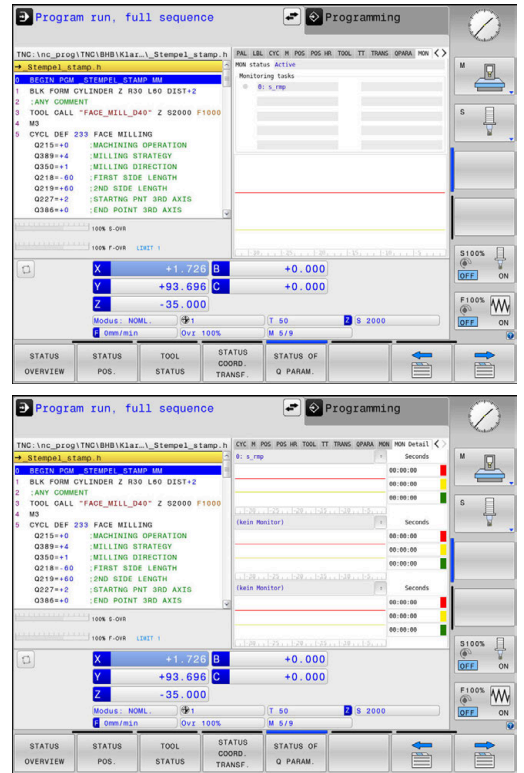 Program run, full sequence
Programming
TNC:\nc_prog\TNC\BHB\Klar…\_Stempel_stamp.h
PAL LBL CYC M POS POS HR TOOL TT TRANS QPARA MON
→_Stempel_stamp.h
MON status Active
Monitoring tasks
0: s_rmp
0 BEGIN PGM _STEMPEL_STAMP MM
1 BLK FORM CYLINDER Z R30 L60 DIST+2
2 ;ANY COMMENT
3 TOOL CALL "FACE_MILL_D40" Z S2000 F1000
4 M3
5 CYCL DEF 233 FACE MILLING
Q215=+0 ;MACHINING OPERATION
Q389=+4 ;MILLING STRATEGY
Q350=+1 ;MILLING DIRECTION
Q218=-60 ;FIRST SIDE LENGTH
Q219=+60 ;2ND SIDE LENGTH
Q227=+2 ;STARTNG PNT 3RD AXIS
Q386=+0 ;END POINT 3RD AXIS
100% S-OVR
100% F-OVR LIMIT 1
X +1.726 B +0.000
Y +93.696 C +0.000
Z -35.000
Modus: NOML. 1 T 50 Z S 2000
F 0mm/min Ovr 100% M 5/9
M
S
S100%
OFF ON
F100%
OFF ON
STATUS OVERVIEW
STATUS POS.
TOOL STATUS
STATUS COORD. TRANSF.
STATUS OF Q PARAM.
Program run, full sequence
Programming
TNC:\nc_prog\TNC\BHB\Klar…\_Stempel_stamp.h
CYC M POS POS HR TOOL TT TRANS QPARA MON MON Detail
→_Stempel_stamp.h
0: s_rmp Seconds
00:00:00
00:00:00
00:00:00
(kein Monitor) Seconds
00:00:00
00:00:00
00:00:00
(kein Monitor) Seconds
00:00:00
00:00:00
00:00:00
0 BEGIN PGM _STEMPEL_STAMP MM
1 BLK FORM CYLINDER Z R30 L60 DIST+2
2 ;ANY COMMENT
3 TOOL CALL "FACE_MILL_D40" Z S2000 F1000
4 M3
5 CYCL DEF 233 FACE MILLING
Q215=+0 ;MACHINING OPERATION
Q389=+4 ;MILLING STRATEGY
Q350=+1 ;MILLING DIRECTION
Q218=-60 ;FIRST SIDE LENGTH
Q219=+60 ;2ND SIDE LENGTH
Q227=+2 ;STARTNG PNT 3RD AXIS
Q386=+0 ;END POINT 3RD AXIS
100% S-OVR
100% F-OVR LIMIT 1
X +1.726 B +0.000
Y +93.696 C +0.000
Z -35.000
Modus: NOML. 1 T 50 Z S 2000
F 0mm/min Ovr 100% M 5/9
M
S
S100%
OFF ON
F100%
OFF ON
STATUS OVERVIEW
STATUS POS.
TOOL STATUS
STATUS COORD. TRANSF.
STATUS OF Q PARAM.